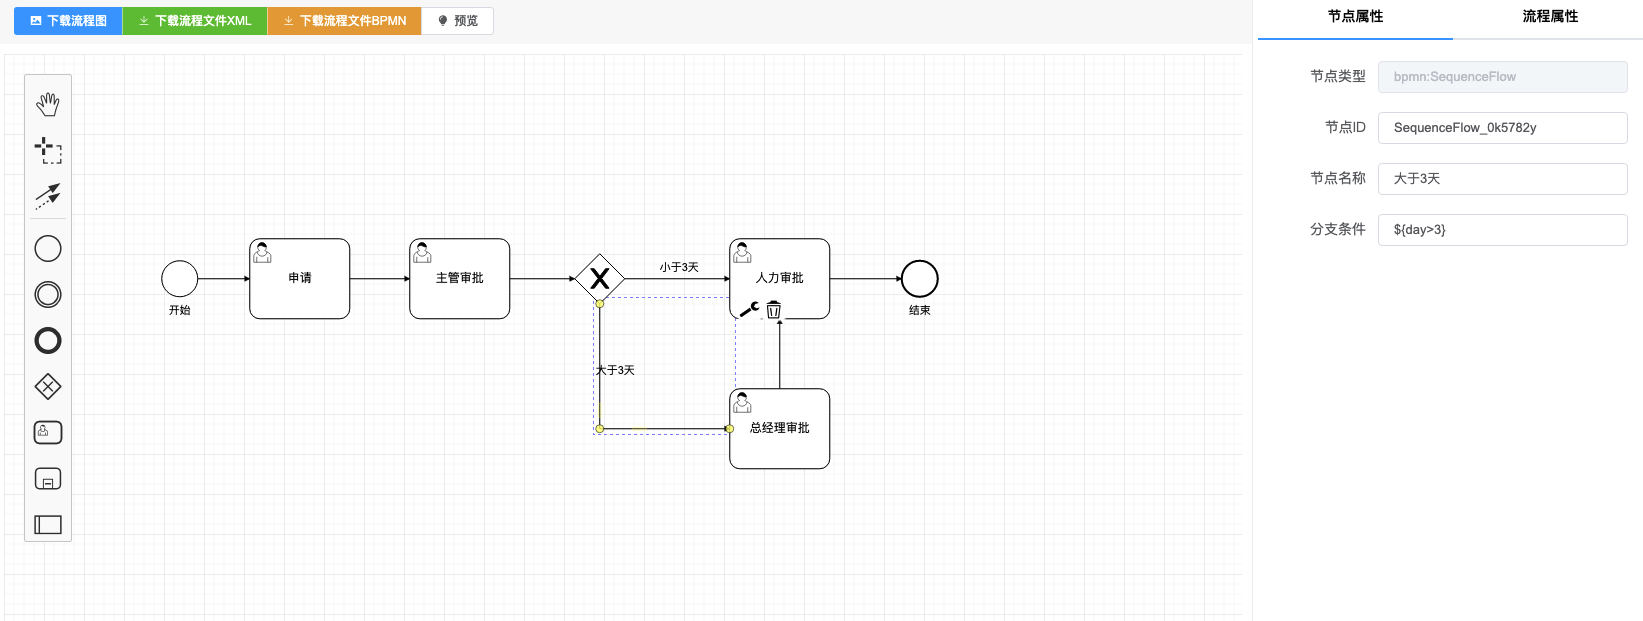 下载流程图
下载流程文件XML
下载流程文件BPMN
预览
节点属性
流程属性
节点类型
bpmn:SequenceFlow
节点ID
SequenceFlow_0k5782y
节点名称
大于3天
分支条件
${day>3}
开始
申请
主管审批
小于3天
人力审批
结束
大于3天
总经理审批